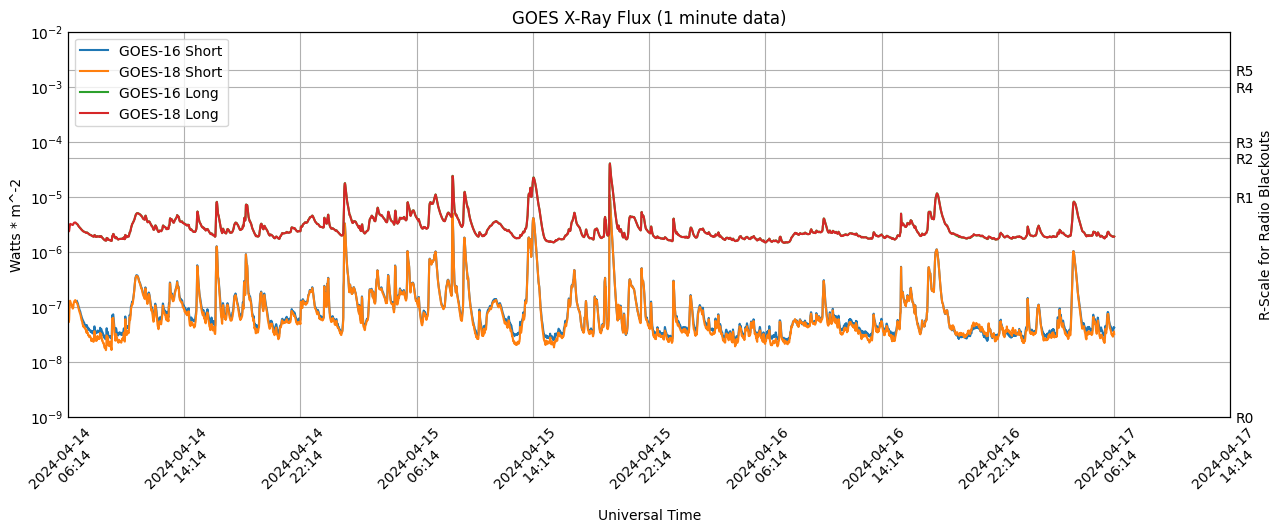 GOES X-Ray Flux (1 minute data)
GOES-16 Short
GOES-18 Short
GOES-16 Long
GOES-18 Long
Watts * m^-2
10⁻²
10⁻³
10⁻⁴
10⁻⁵
10⁻⁶
10⁻⁷
10⁻⁸
10⁻⁹
R5
R4
R3
R2
R1
R0
R-Scale for Radio Blackouts
2024-04-14
06:14
2024-04-14
14:14
2024-04-14
22:14
2024-04-15
06:14
2024-04-15
14:14
2024-04-15
22:14
2024-04-16
06:14
2024-04-16
14:14
2024-04-16
22:14
2024-04-17
06:14
2024-04-17
14:14
Universal Time